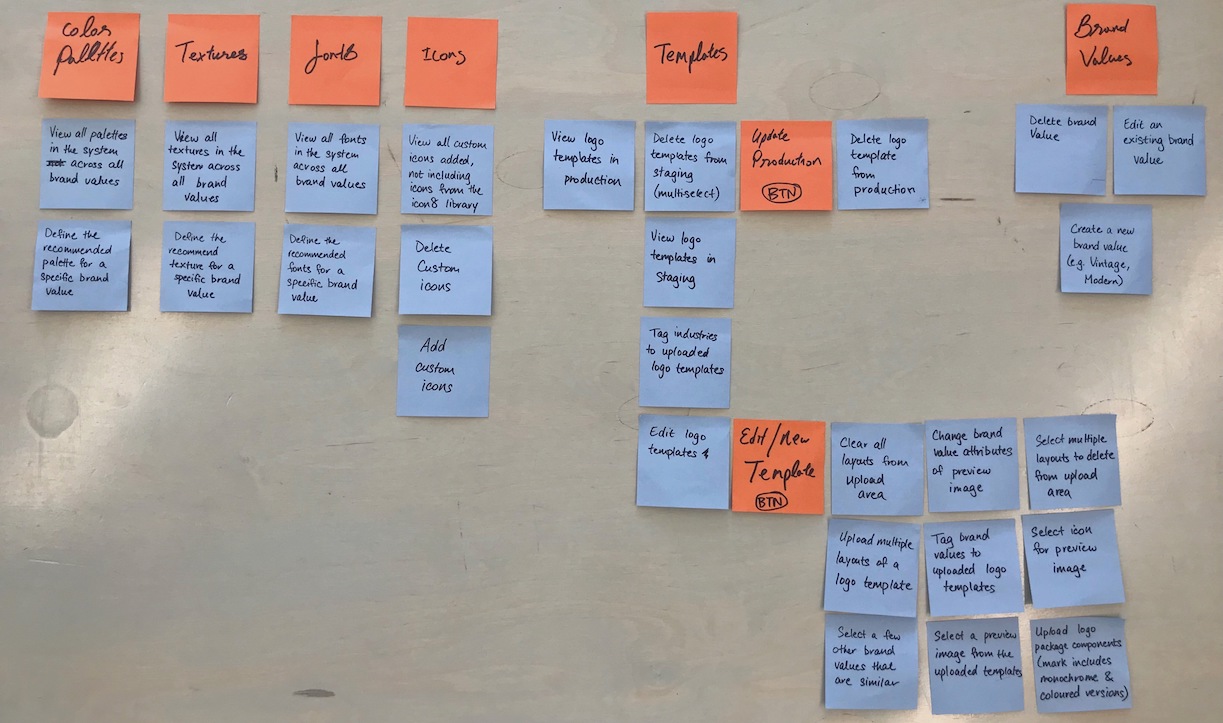 Color
Pallettes
Textures
fonts
Icons
Templates
Brand
Values
View all palettes
in the system
across all
brand values
View all
textures in the
System across
all brand
values
View all fonts
in the system
across all
brand values
View all custom
icons added,
not including
icons from the
icon8 library
View logo
templates in
production
Delete logo
templates from
staging
(multiselect)
Update
Production
BTN
Delete logo
template
from
production
Delete brand
Value
Edit an
existing brand
value
Define the
recommended
palette for a
specific brand
value
Define the
recommend
texture for a
specific brand
value
Define the
recommended
fonts for a
specific brand
value
Delete
Custom
icons
View logo
templates in
Staging
Create a new
brand value
(e.g. Vintage,
Modern)
Add
custom
icons
Tag industries
to uploaded
logo templates
Edit logo
templates
Edit/New
Template
BTN
Clear all
layouts from
upload
area
Change brand
value attributes
of preview
image
Select multiple
layouts to delete
from upload
area
Upload multiple
layouts of a
logo template
Tag brand
values to
uploaded logo
templates
Select icon
for preview
image
Select a few
other brand
values that
are similar
Select a preview
image from the
uploaded templates
Upload logo
package components
(mark includes
monochrome &
coloured versions)